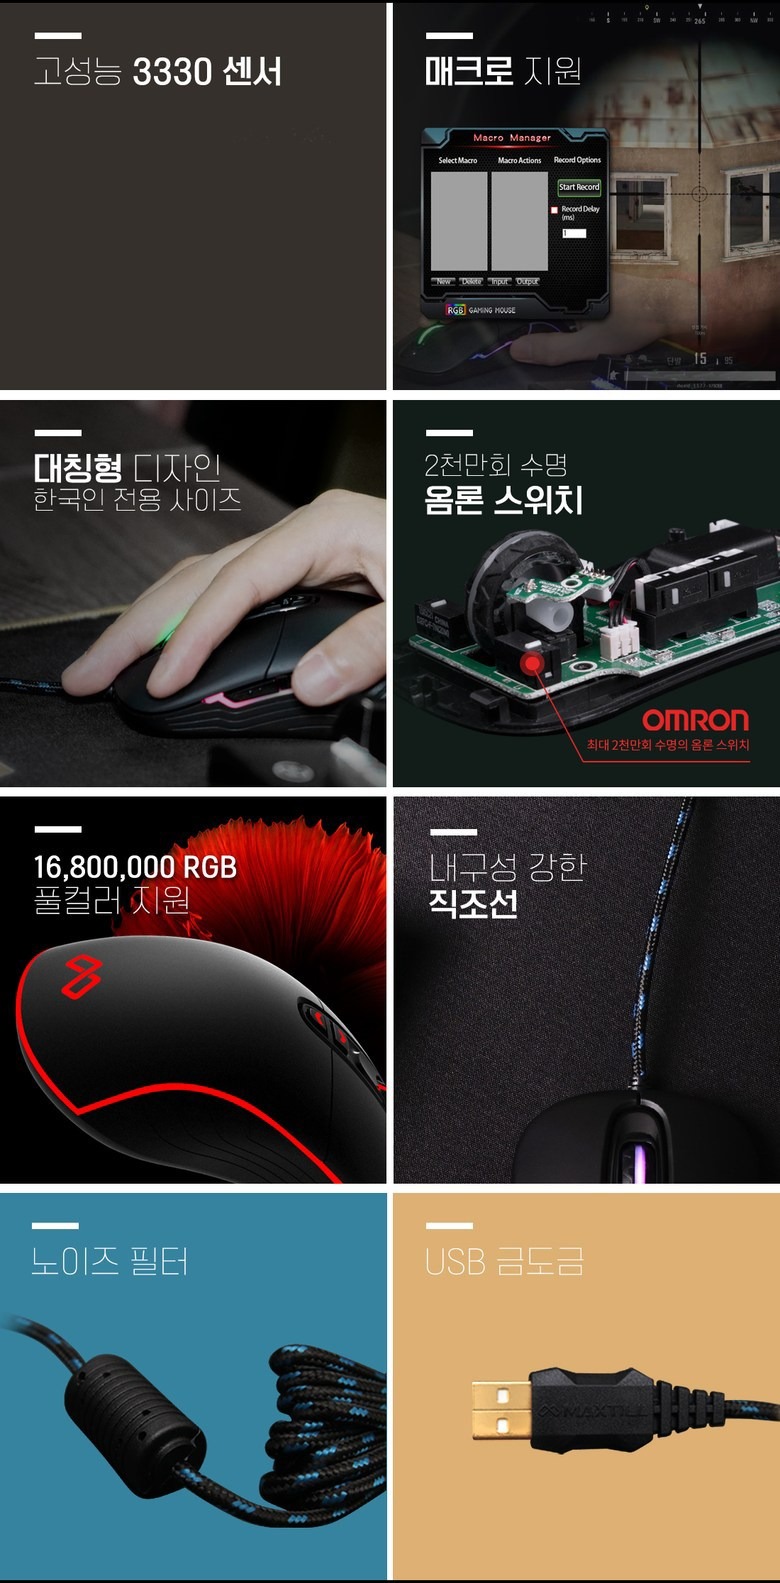 고성능 3330 센서
매크로 지원
Macro Manager
Select Macro
Macro Actions
Record Options
Start Record
Record Delay
(ms)
1
New
Delete
Input
Output
RGB GAMING MOUSE
265
단발 15 95
대칭형 디자인
한국인 전용 사이즈
2천만회 수명
옴론 스위치
OMRON
최대 2천만회 수명의 옴론 스위치
16,800,000 RGB
풀컬러 지원
내구성 강한
직조선
노이즈 필터
USB 금도금
MAXTILL